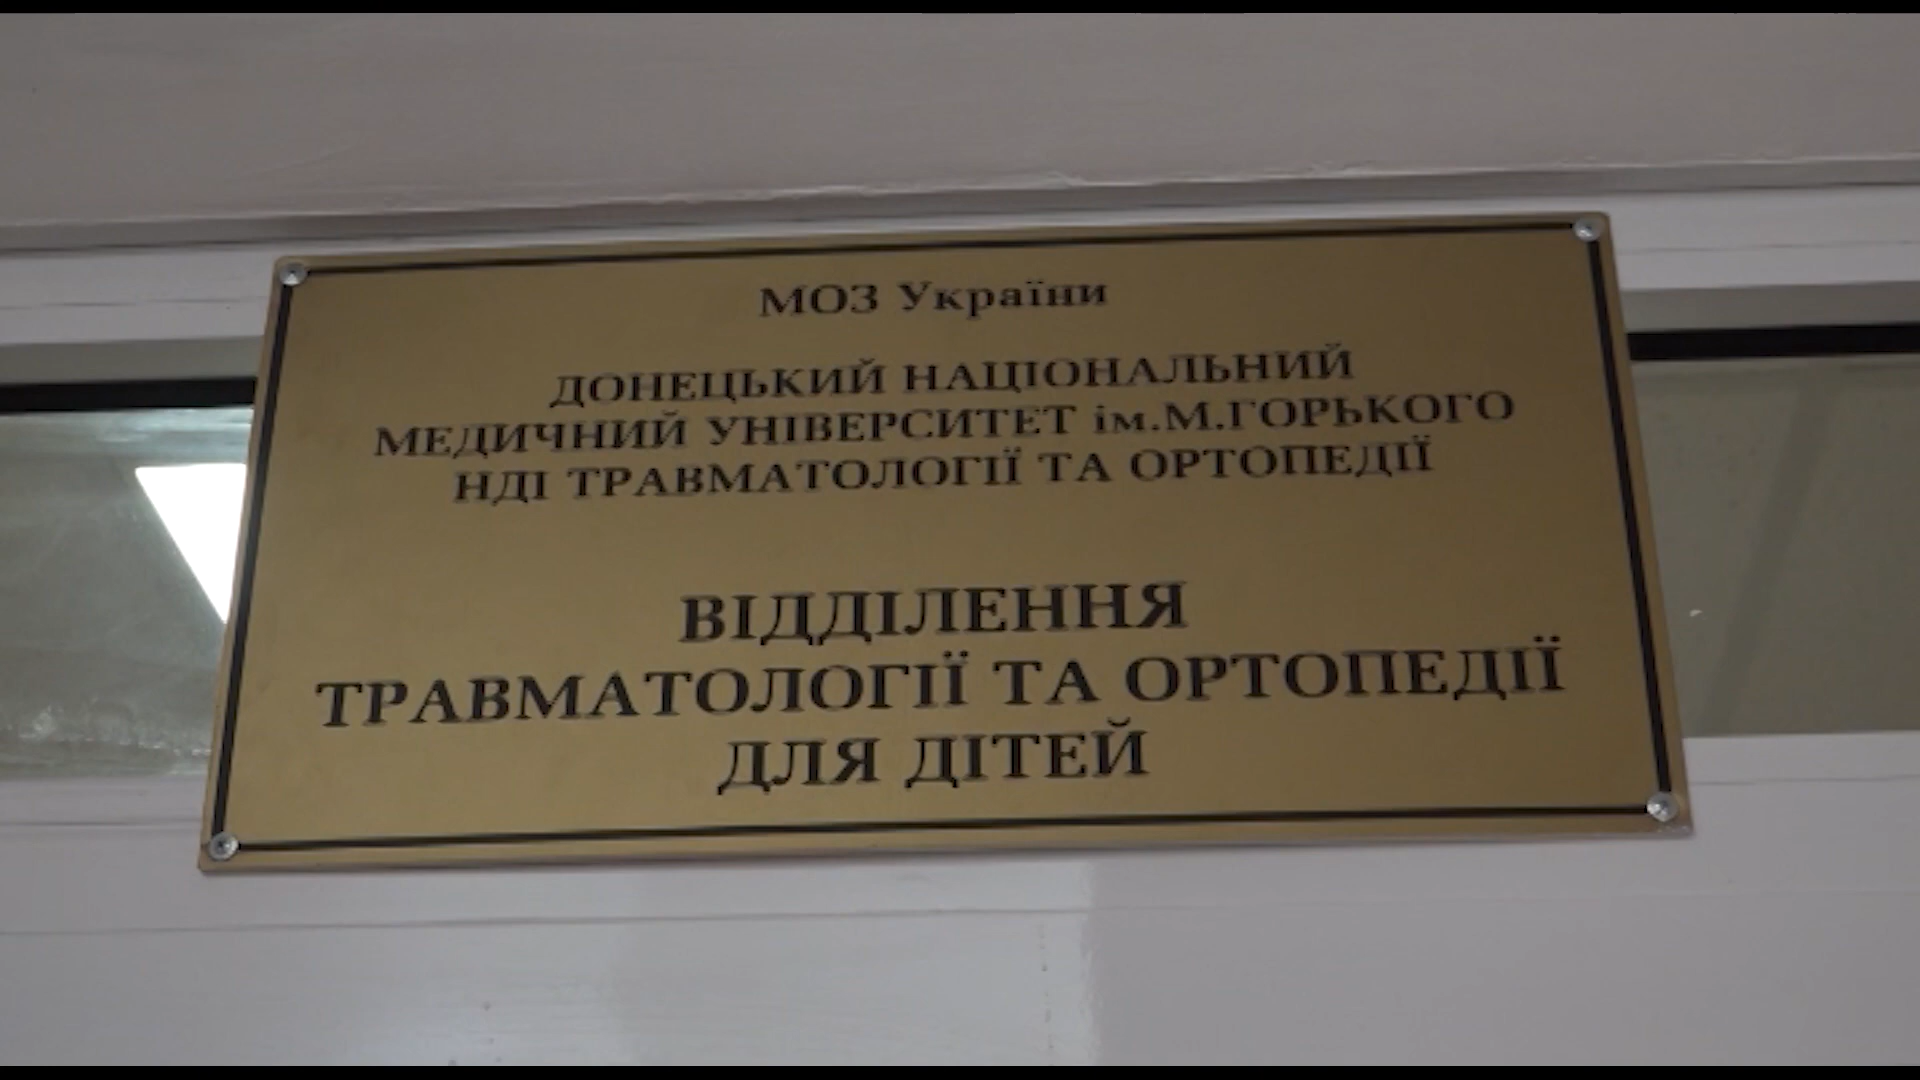 МОЗ України
ДОНЕЦЬКИЙ НАЦІОНАЛЬНИЙ
МЕДИЧНИЙ УНІВЕРСИТЕТ ім.М.ГОРЬКОГО
НДІ ТРАВМАТОЛОГІЇ ТА ОРТОПЕДІЇ
ВІДДІЛЕННЯ
ТРАВМАТОЛОГІЇ ТА ОРТОПЕДІЇ
ДЛЯ ДІТЕЙ